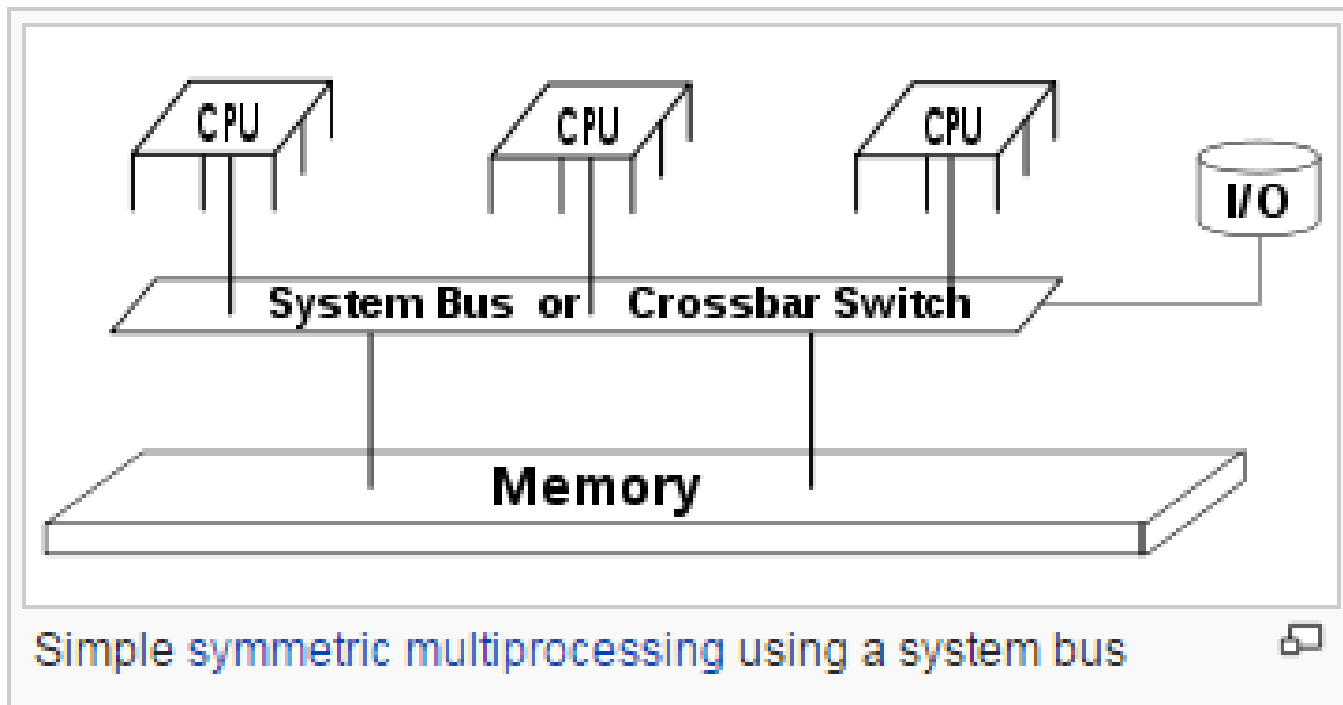 CPU CPU CPU
I/O
System Bus or Crossbar Switch
Memory
Simple symmetric multiprocessing using a system bus